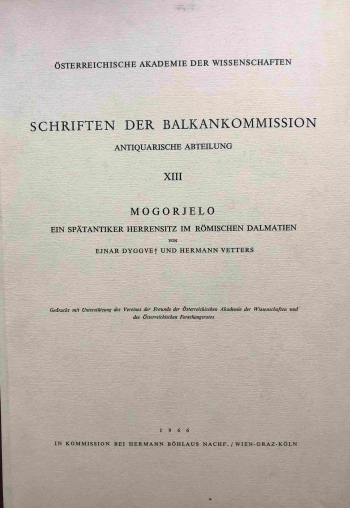 ÖSTERREICHISCHE AKADEMIE DER WISSENSCHAFTEN
SCHRIFTEN DER BALKANKOMMISSION
ANTIQUARISCHE ABTEILUNG
XIII
MOGORJELO
EIN SPÄTANTIKER HERRENSITZ IM RÖMISCHEN DALMATIEN
VON
EJNAR DYGGVE† UND HERMANN VETTERS
Gedruckt mit Unterstützung des Vereines der Freunde der Österreichischen Akademie der Wissenschaften und
des Österreichischen Forschungsrates
1966
IN KOMMISSION BEI HERMANN BÖHLAUS NACHF. / WIEN-GRAZ-KÖLN